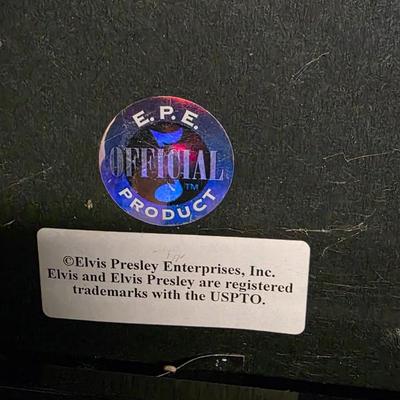 E.P.E.
OFFICIAL
TM
PRODUCT
©Elvis Presley Enterprises, Inc.
Elvis and Elvis Presley are registered
trademarks with the USPTO.